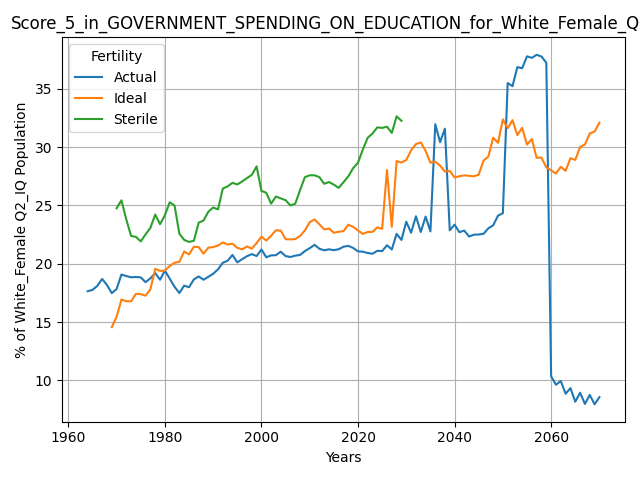 Score_5_in_GOVERNMENT_SPENDING_ON_EDUCATION_for_White_Female_Q
Fertility
Actual
Ideal
Sterile
% of White_Female Q2_IQ Population
35
30
25
20
15
10
1960
1980
2000
2020
2040
2060
Years